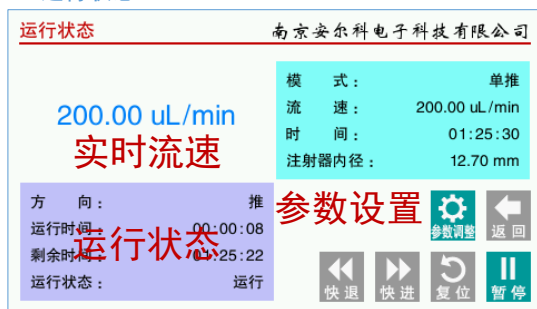 运行状态 南京安尔科电子科技有限公司
200.00 uL/min
实时流速
模 式： 单推
流 速： 200.00 uL/min
时 间： 01:25:30
注射器内径： 12.70 mm
方 向： 推
运行时间： 00:00:08
剩余时间： 01:25:22
运行状态： 运行
运行状态
参数设置
参数调整
返回
快退
快进
复位
暂停